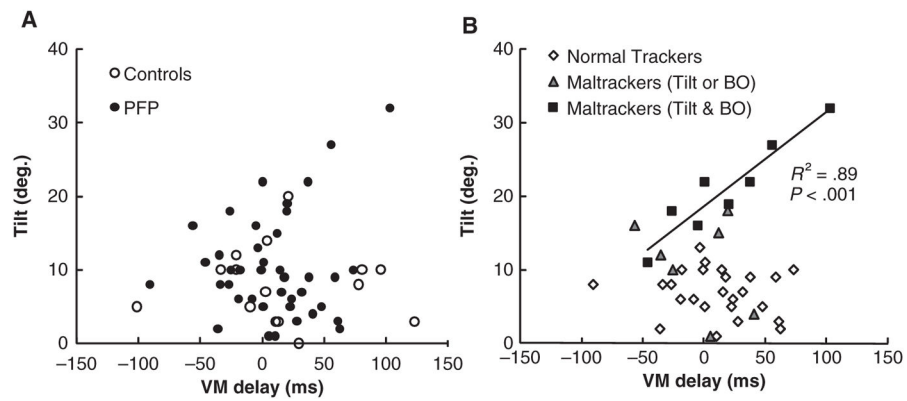 A
40
30
20
10
0
−150
−100
−50
0
50
100
150
Tilt (deg.)
VM delay (ms)
Controls
PFP
B
40
30
20
10
0
−150
−100
−50
0
50
100
150
Tilt (deg.)
VM delay (ms)
Normal Trackers
Maltrackers (Tilt or BO)
Maltrackers (Tilt & BO)
R² = .89
P < .001